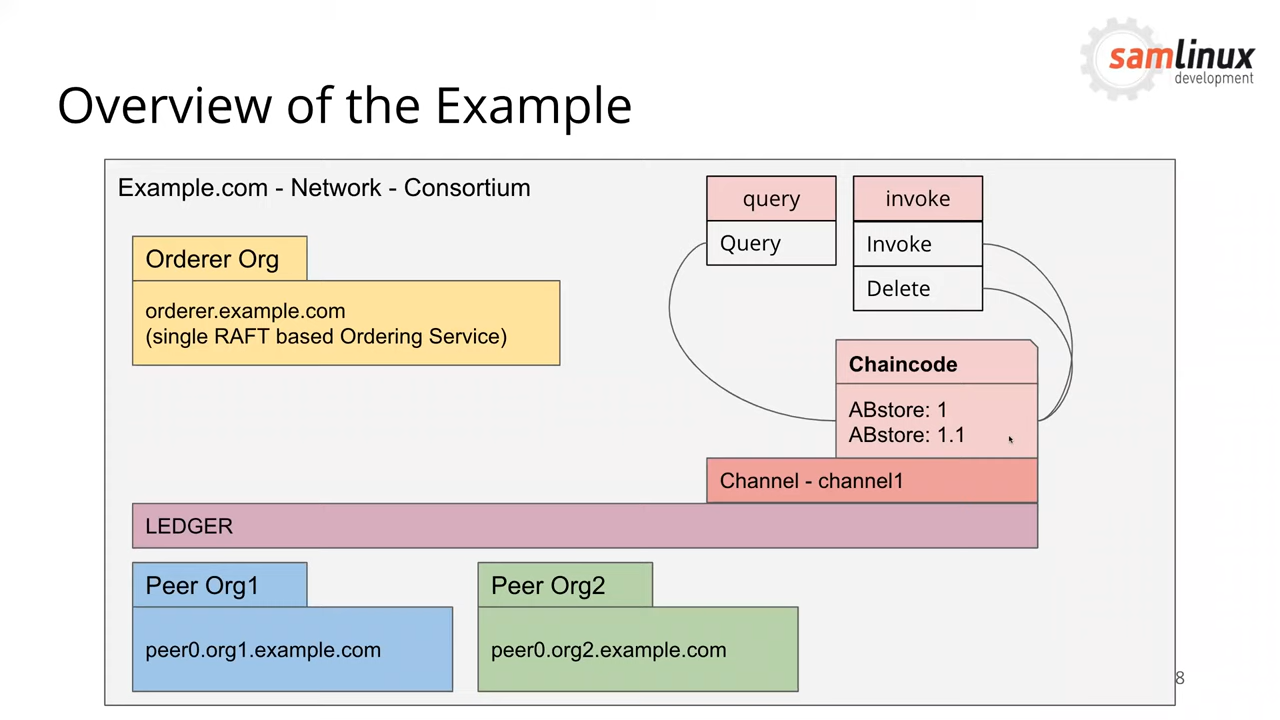 samlinux
development
Overview of the Example
Example.com - Network - Consortium
query
invoke
Query
Invoke
Delete
Orderer Org
orderer.example.com
(single RAFT based Ordering Service)
Chaincode
ABstore: 1
ABstore: 1.1
Channel - channel1
LEDGER
Peer Org1
Peer Org2
peer0.org1.example.com
peer0.org2.example.com
8